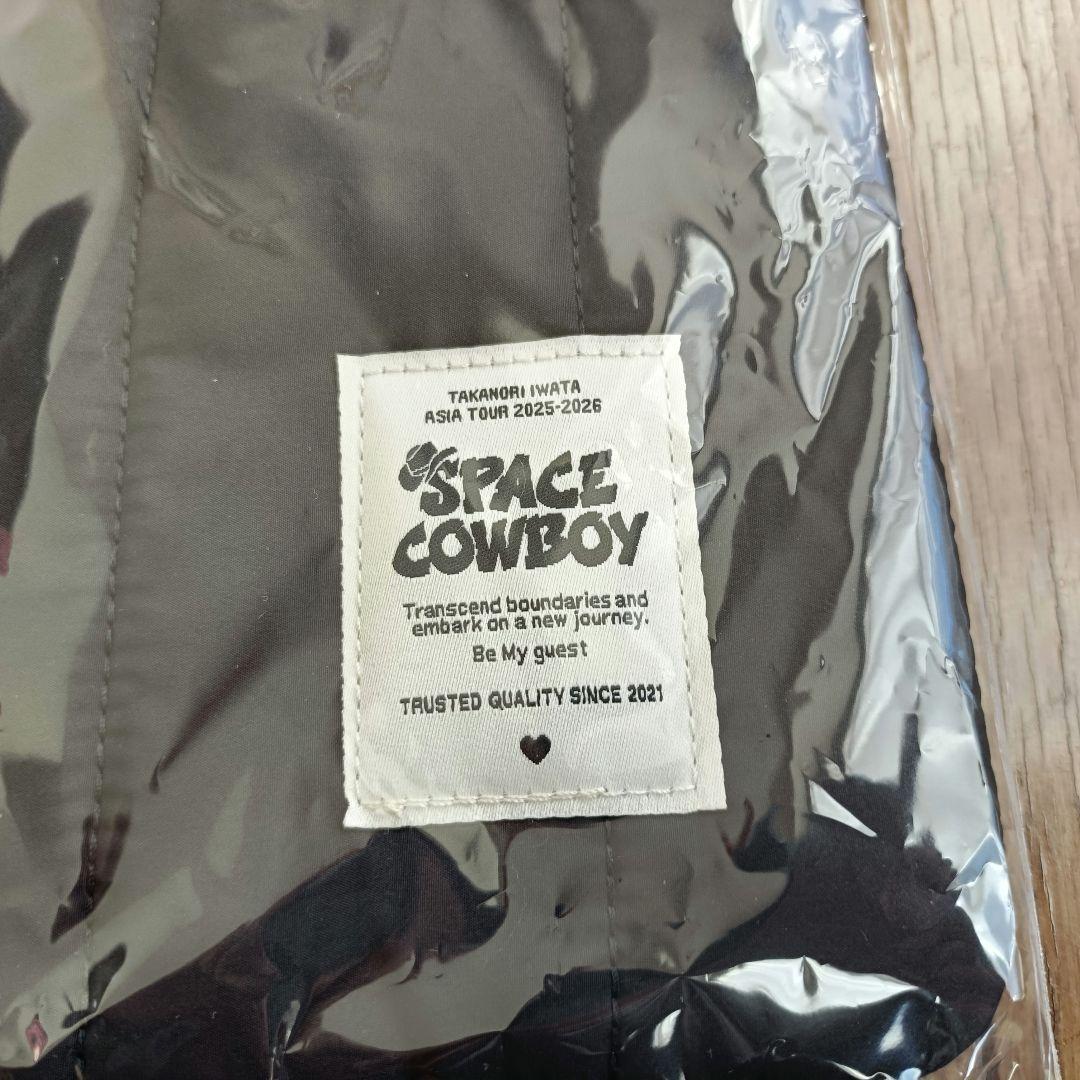 TAKANORI IWATA
ASIA TOUR 2025-2026
SPACE
COWBOY
Transcend boundaries and
embark on a new journey.
Be My guest
TRUSTED QUALITY SINCE 2021